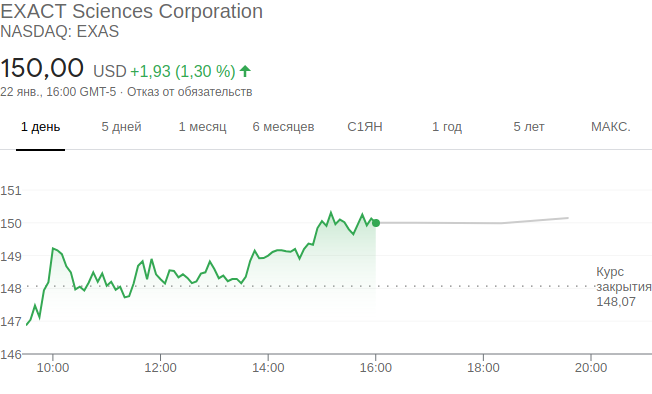 EXACT Sciences Corporation
NASDAQ: EXAS
150,00 USD +1,93 (1,30 %)
22 янв., 16:00 GMT-5 · Отказ от обязательств
1 день 5 дней 1 месяц 6 месяцев С1ЯН 1 год 5 лет МАКС.
151
150
149
Курс
148
закрытия
148,07
147
146
10:00 12:00 14:00 16:00 18:00 20:00